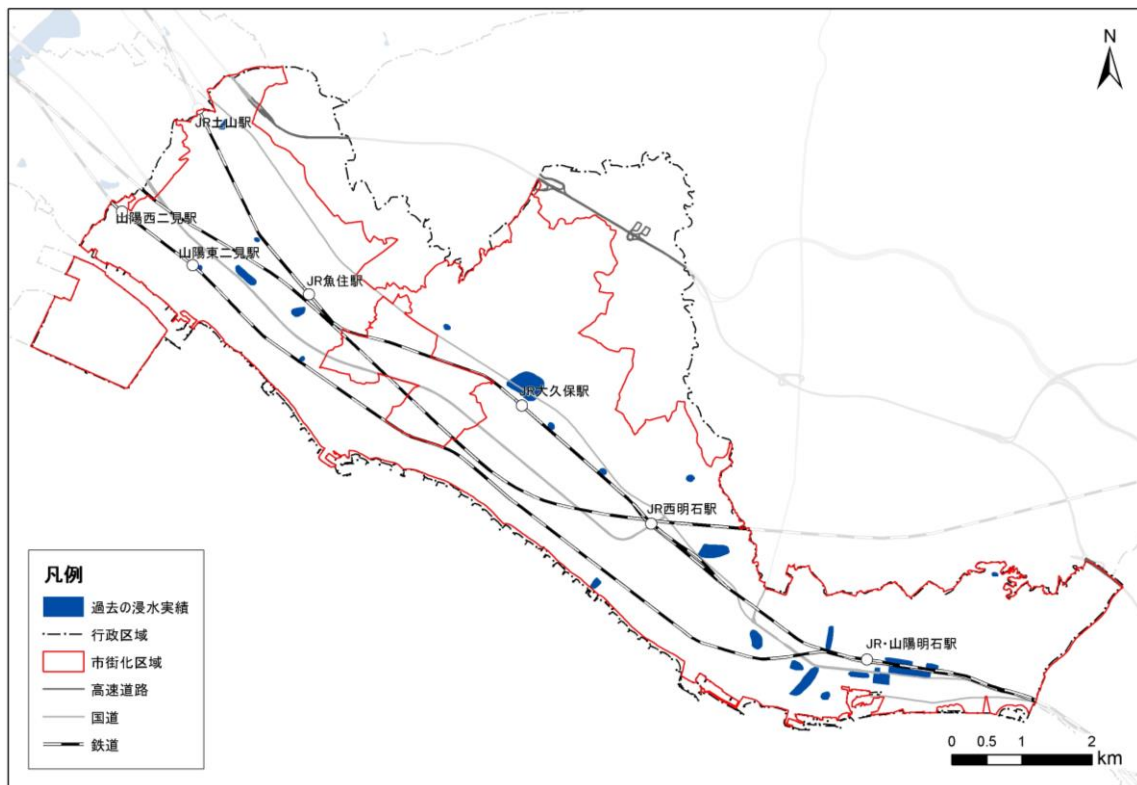 N
JR土山駅
山陽西二見駅
山陽東二見駅
JR魚住駅
JR大久保駅
JR西明石駅
JR・山陽明石駅
凡例
過去の浸水実績
行政区域
市街化区域
高速道路
国道
鉄道
0 0.5 1 2
km